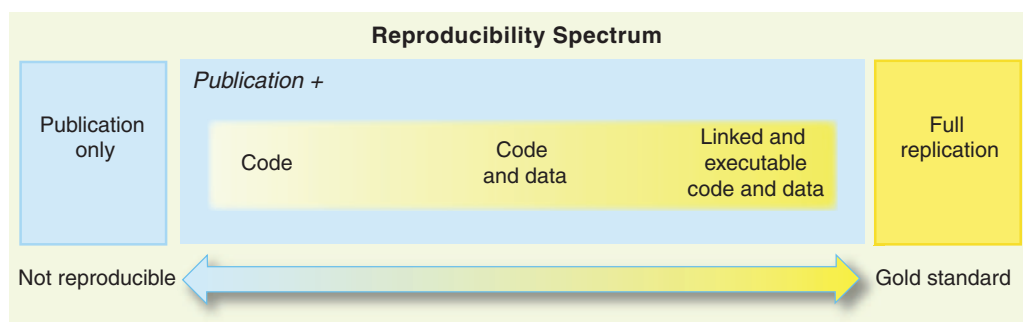 Reproducibility Spectrum
Publication
only
Publication +
Code
Code
and data
Linked and
executable
code and data
Full
replication
Not reproducible
Gold standard